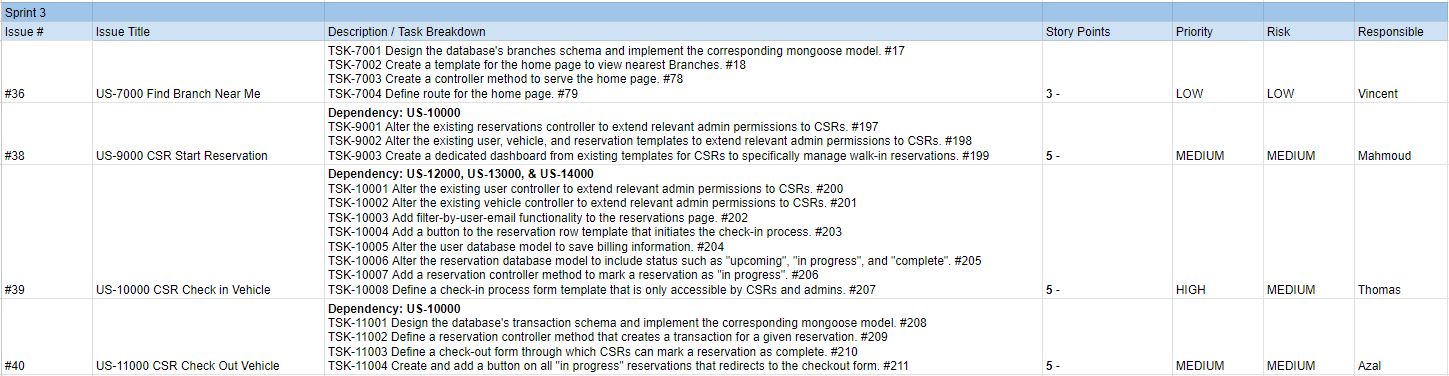 Sprint 3
Issue # Issue Title Description / Task Breakdown Story Points Priority Risk Responsible
TSK-7001 Design the database's branches schema and implement the corresponding mongoose model. #17
TSK-7002 Create a template for the home page to view nearest Branches. #18
TSK-7003 Create a controller method to serve the home page. #78
#36 US-7000 Find Branch Near Me TSK-7004 Define route for the home page. #79 3 - LOW LOW Vincent
Dependency: US-10000
TSK-9001 Alter the existing reservations controller to extend relevant admin permissions to CSRs. #197
TSK-9002 Alter the existing user, vehicle, and reservation templates to extend relevant admin permissions to CSRs. #198
#38 US-9000 CSR Start Reservation TSK-9003 Create a dedicated dashboard from existing templates for CSRs to specifically manage walk-in reservations. #199 5 - MEDIUM MEDIUM Mahmoud
Dependency: US-12000, US-13000, & US-14000
TSK-10001 Alter the existing user controller to extend relevant admin permissions to CSRs. #200
TSK-10002 Alter the existing vehicle controller to extend relevant admin permissions to CSRs. #201
TSK-10003 Add filter-by-user-email functionality to the reservations page. #202
TSK-10004 Add a button to the reservation row template that initiates the check-in process. #203
TSK-10005 Alter the user database model to save billing information. #204
TSK-10006 Alter the reservation database model to include status such as "upcoming", "in progress", and "complete". #205
TSK-10007 Add a reservation controller method to mark a reservation as "in progress". #206
#39 US-10000 CSR Check in Vehicle TSK-10008 Define a check-in process form template that is only accessible by CSRs and admins. #207 5 - HIGH MEDIUM Thomas
Dependency: US-10000
TSK-11001 Design the database's transaction schema and implement the corresponding mongoose model. #208
TSK-11002 Define a reservation controller method that creates a transaction for a given reservation. #209
TSK-11003 Define a check-out form through which CSRs can mark a reservation as complete. #210
#40 US-11000 CSR Check Out Vehicle TSK-11004 Create and add a button on all "in progress" reservations that redirects to the checkout form. #211 5 - MEDIUM MEDIUM Azal